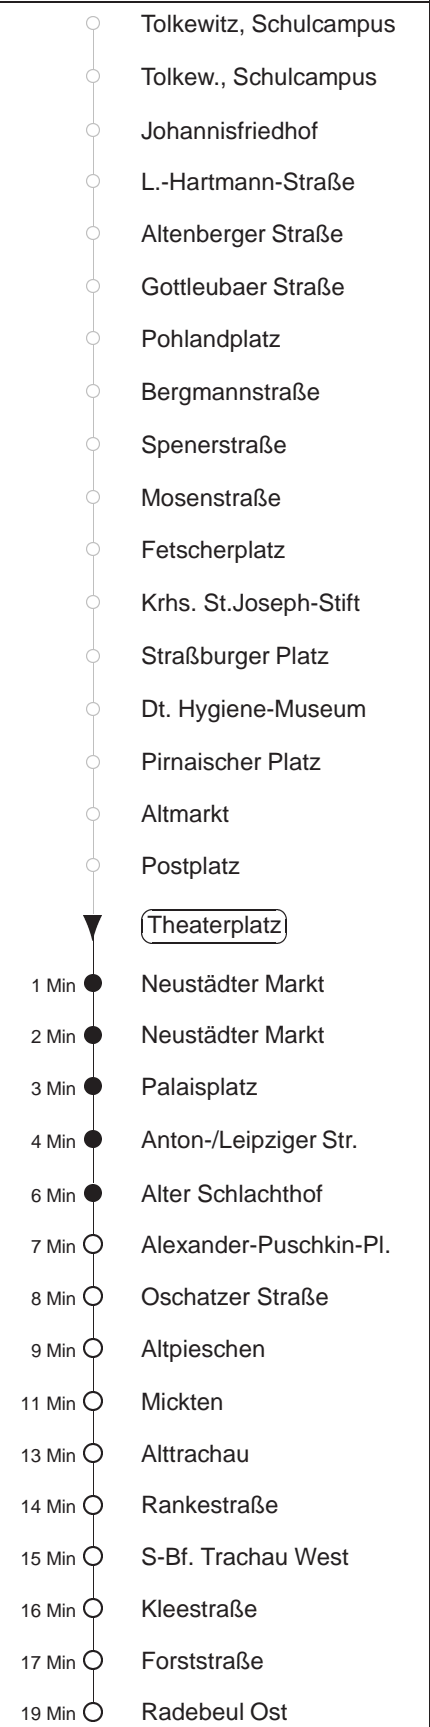 Tolkewitz, Schulcampus
Tolkew., Schulcampus
Johannisfriedhof
L.-Hartmann-Straße
Altenberger Straße
Gottleubaer Straße
Pohlandplatz
Bergmannstraße
Spenerstraße
Mosenstraße
Fetscherplatz
Krhs. St.Joseph-Stift
Straßburger Platz
Dt. Hygiene-Museum
Pirnaischer Platz
Altmarkt
Postplatz
Theaterplatz
1 Min Neustädter Markt
2 Min Neustädter Markt
3 Min Palaisplatz
4 Min Anton-/Leipziger Str.
6 Min Alter Schlachthof
7 Min Alexander-Puschkin-Pl.
8 Min Oschatzer Straße
9 Min Altpieschen
11 Min Mickten
13 Min Alttrachau
14 Min Rankestraße
15 Min S-Bf. Trachau West
16 Min Kleestraße
17 Min Forststraße
19 Min Radebeul Ost